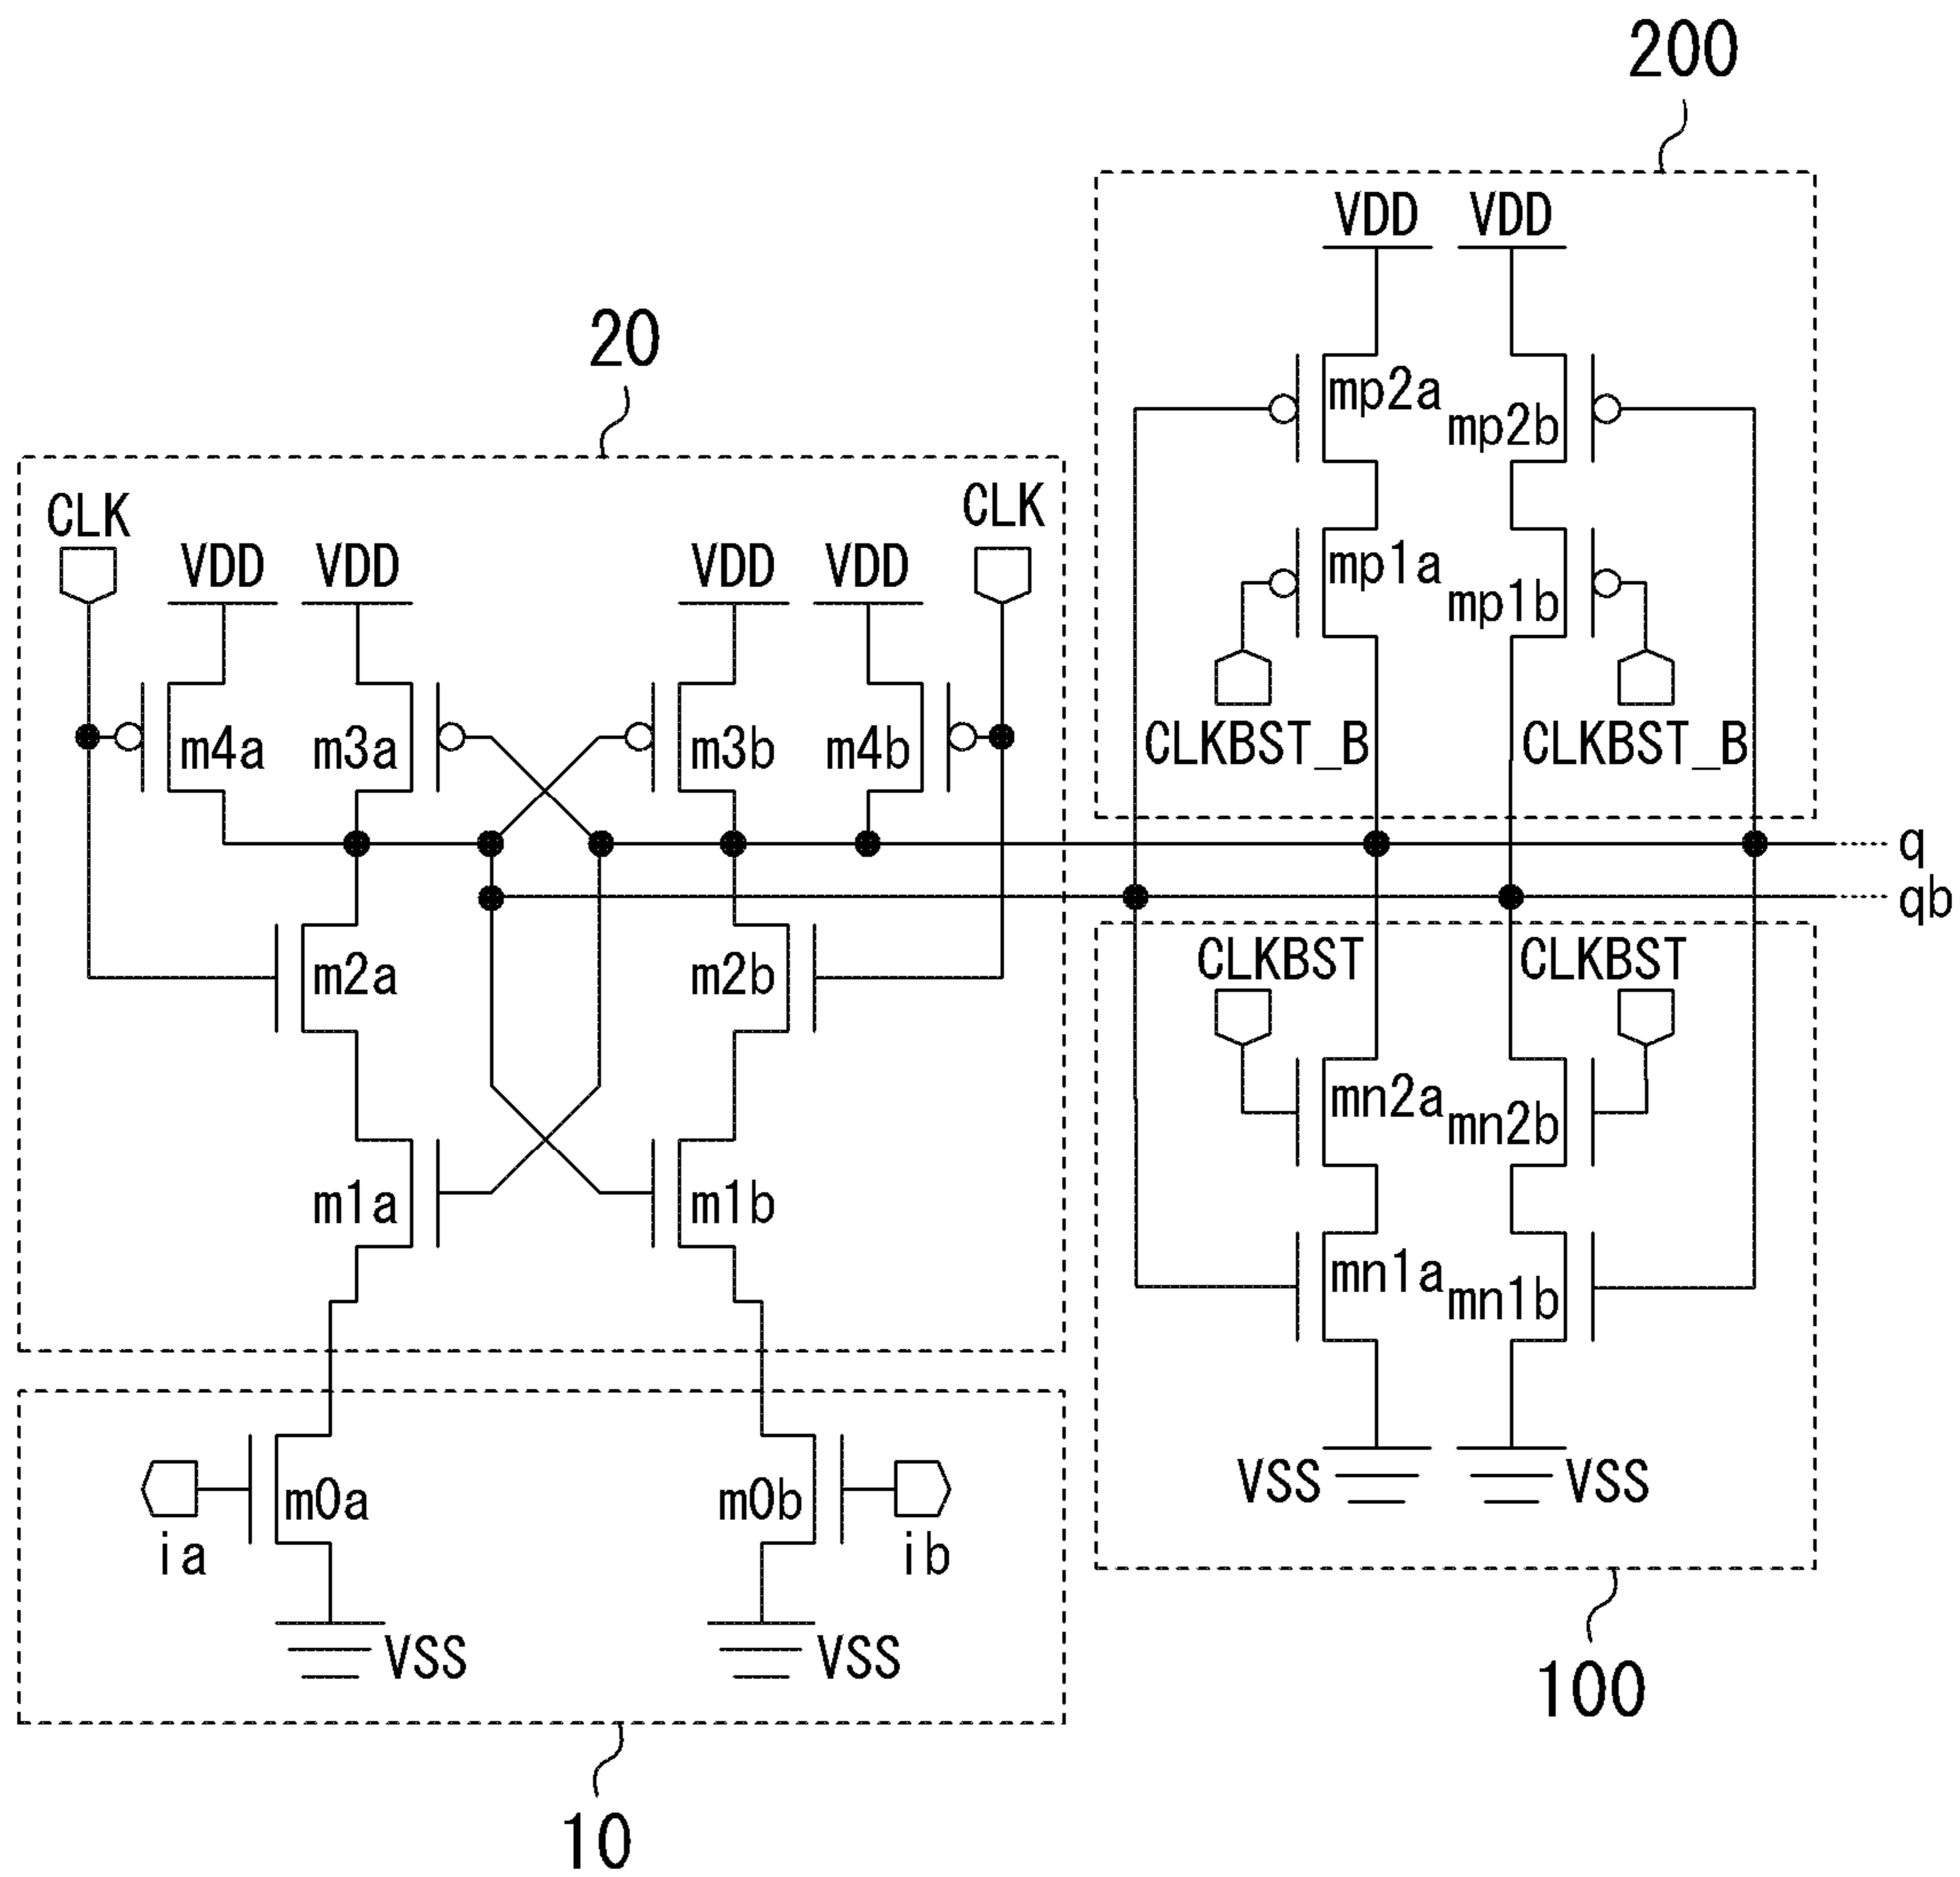 200
VDD VDD
20
mp2a
mp2b
CLK CLK
VDD VDD VDD VDD
mp1a
mp1b
m4a m3a m3b m4b
CLKBST_B CLKBST_B
q
qb
CLKBST CLKBST
m2a m2b
mn2a
mn2b
m1a m1b
mn1a
mn1b
VSS VSS
m0a m0b
ia ib
VSS VSS
100
10